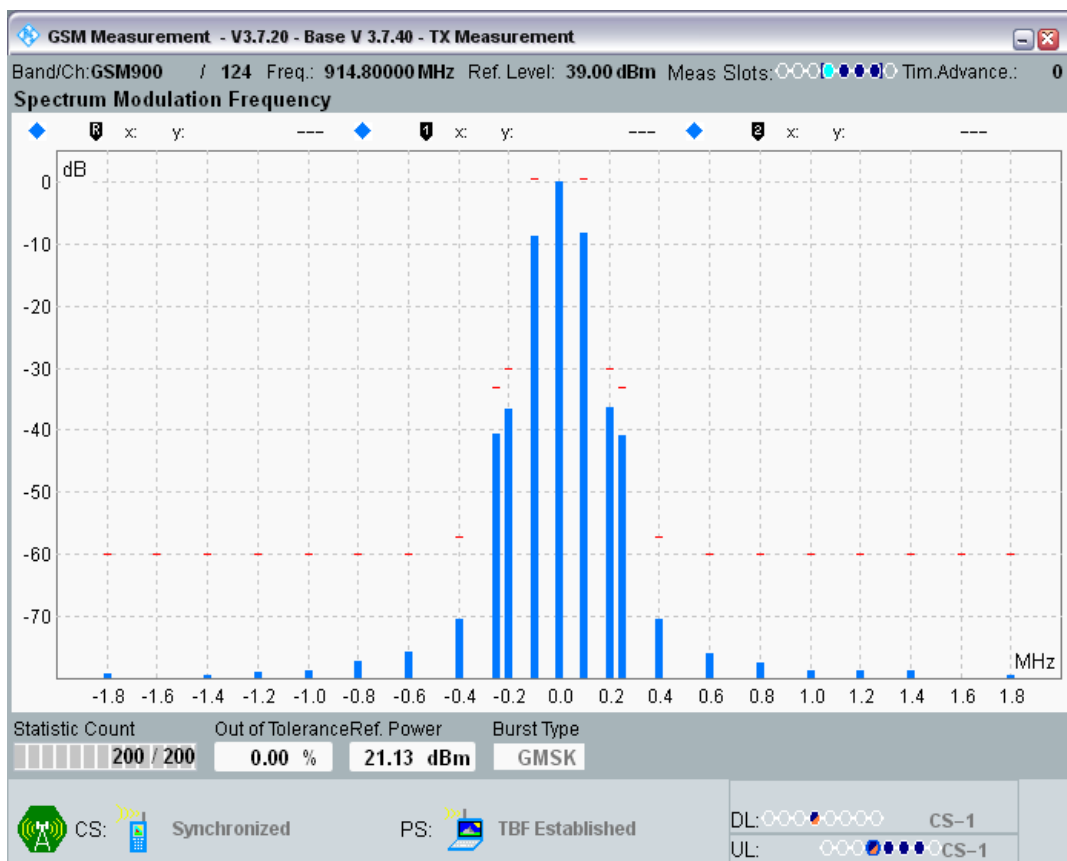 GSM Measurement - V3.7.20 - Base V 3.7.40 - TX Measurement
Band/Ch:GSM900 / 124 Freq.: 914.80000 MHz Ref. Level: 39.00 dBm Meas Slots: Tim.Advance.: 0
Spectrum Modulation Frequency
R x: y: --- 1 x: y: --- 2 x: y: ---
dB
0
-10
-20
-30
-40
-50
-60
-70
MHz
-1.8 -1.6 -1.4 -1.2 -1.0 -0.8 -0.6 -0.4 -0.2 0.0 0.2 0.4 0.6 0.8 1.0 1.2 1.4 1.6 1.8
Statistic Count Out of Tolerance Ref. Power Burst Type
200 / 200 0.00 % 21.13 dBm GMSK
CS: Synchronized PS: TBF Established
DL: CS-1
UL: CS-1